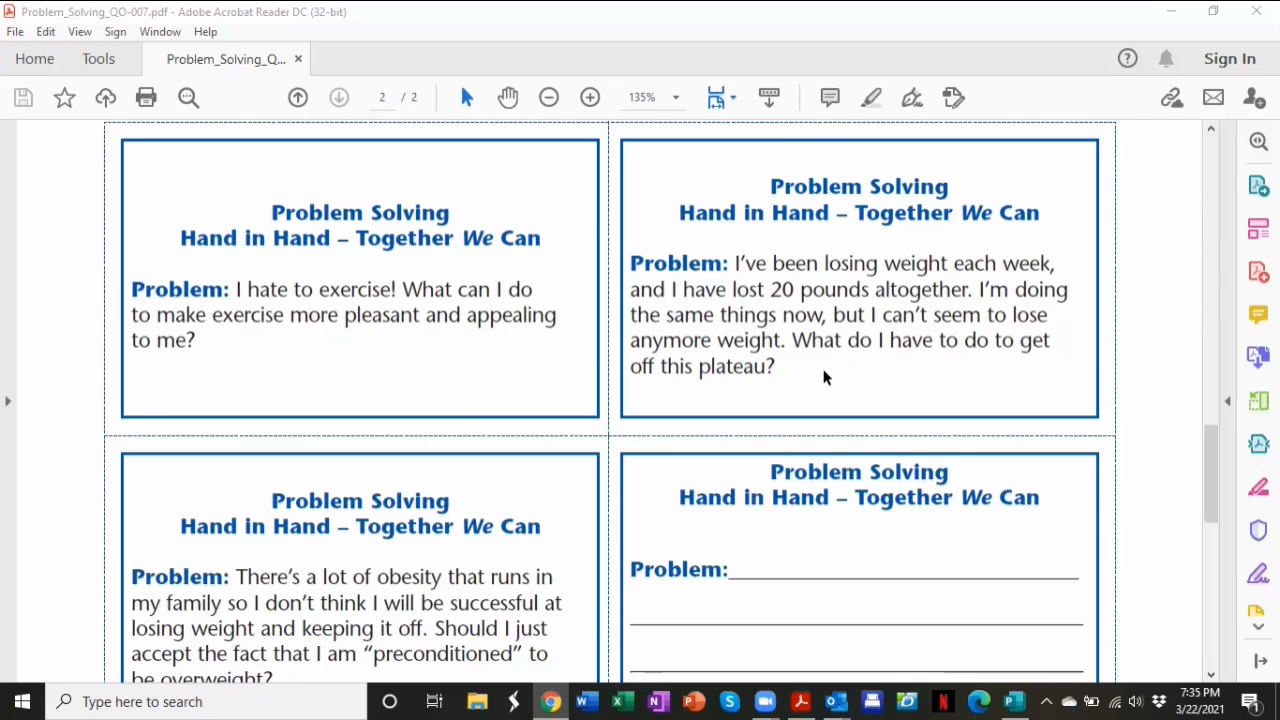 Problem_Solving_QO-007.pdf - Adobe Acrobat Reader DC (32-bit)
File Edit View Sign Window Help
Home Tools Problem_Solving_Q... × Sign In
2 / 2 135%
Problem Solving
Hand in Hand – Together We Can
Problem: I hate to exercise! What can I do
to make exercise more pleasant and appealing
to me?
Problem Solving
Hand in Hand – Together We Can
Problem: I've been losing weight each week,
and I have lost 20 pounds altogether. I'm doing
the same things now, but I can't seem to lose
anymore weight. What do I have to do to get
off this plateau?
Problem Solving
Hand in Hand – Together We Can
Problem: There's a lot of obesity that runs in
my family so I don't think I will be successful at
losing weight and keeping it off. Should I just
accept the fact that I am “preconditioned” to
be overweight?
Problem Solving
Hand in Hand – Together We Can
Problem:
Type here to search
7:35 PM
3/22/2021